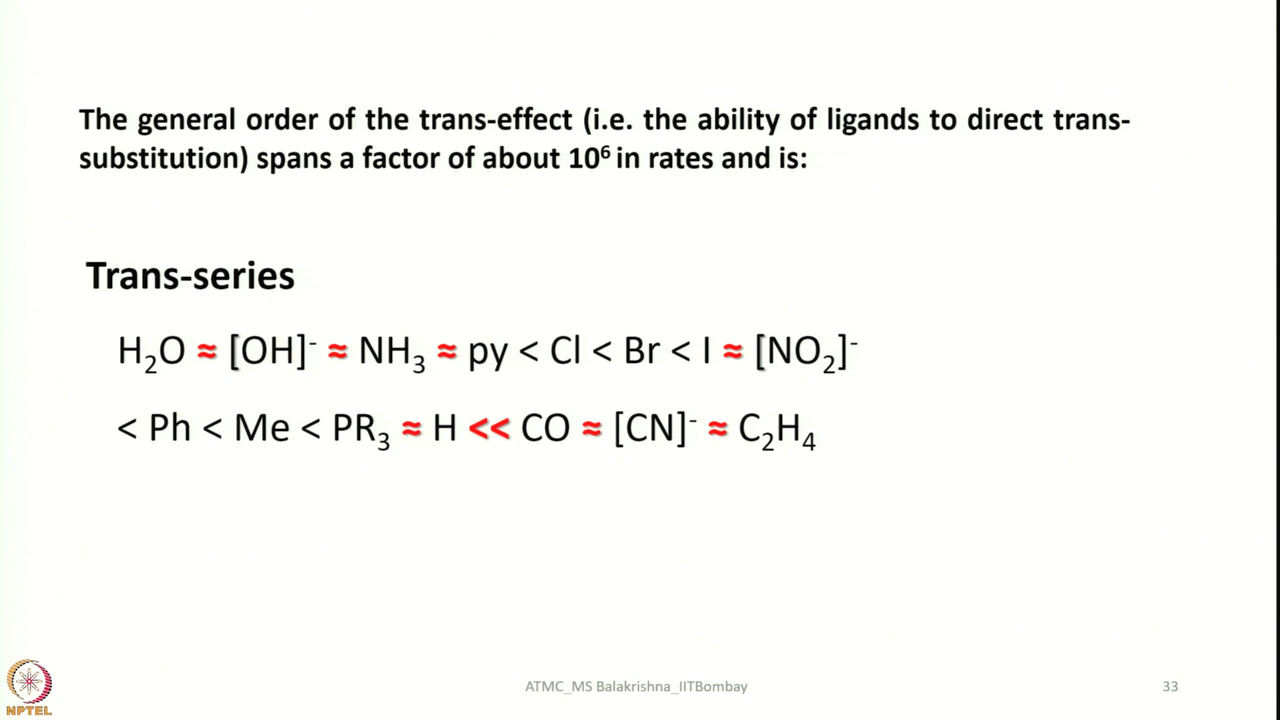 The general order of the trans-effect (i.e. the ability of ligands to direct trans-
substitution) spans a factor of about 10⁶ in rates and is:
Trans-series
H₂O ≈ [OH]⁻ ≈ NH₃ ≈ py < Cl < Br < I ≈ [NO₂]⁻
< Ph < Me < PR₃ ≈ H << CO ≈ [CN]⁻ ≈ C₂H₄
NPTEL
ATMC_MS Balakrishna_IITBombay
33